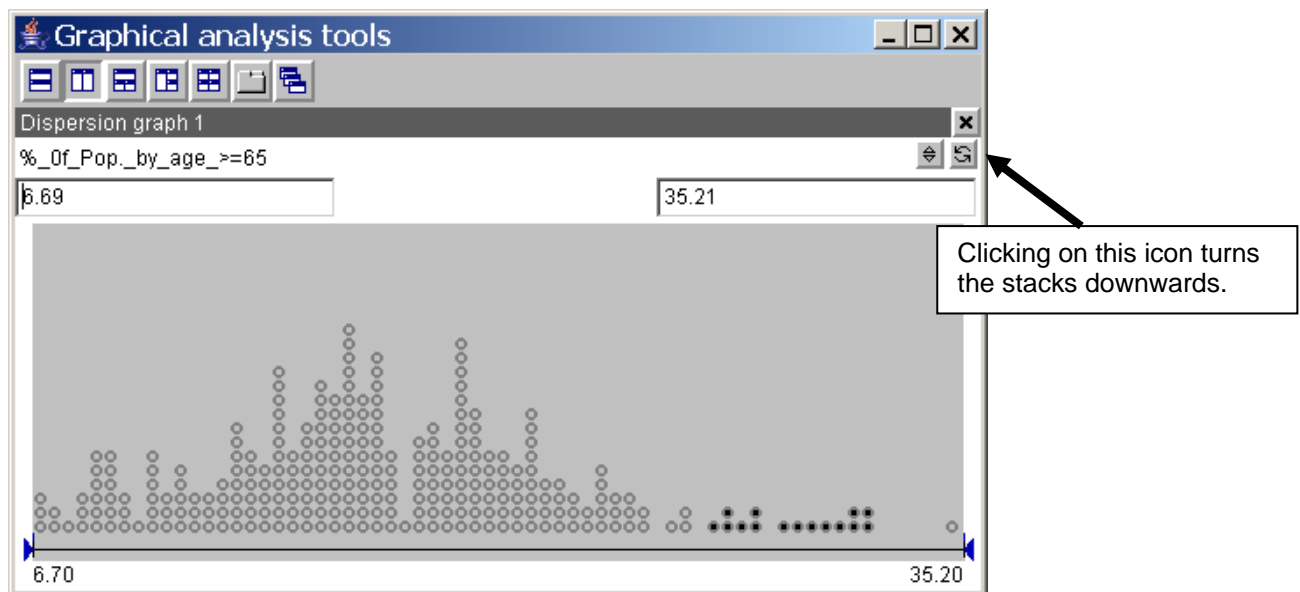 Graphical analysis tools
Dispersion graph 1
%_0f_Pop._by_age_>=65
6.69
35.21
Clicking on this icon turns
the stacks downwards.
6.70
35.20